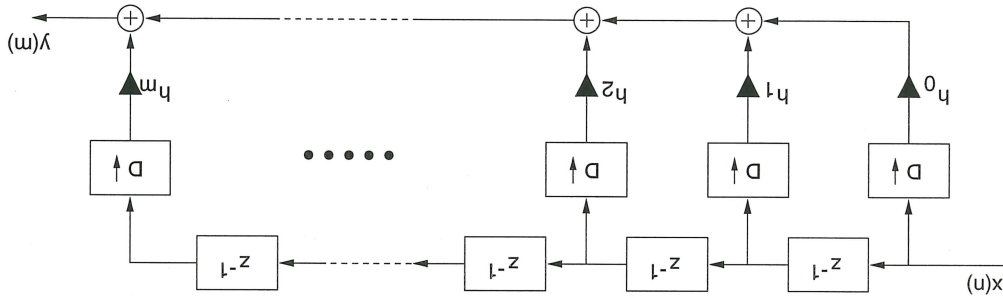 x(n)
z⁻¹ z⁻¹ z⁻¹ z⁻¹
D↓ D↓ D↓ D↓
h₀ h₁ h₂ hₘ
y(m)
+ + +